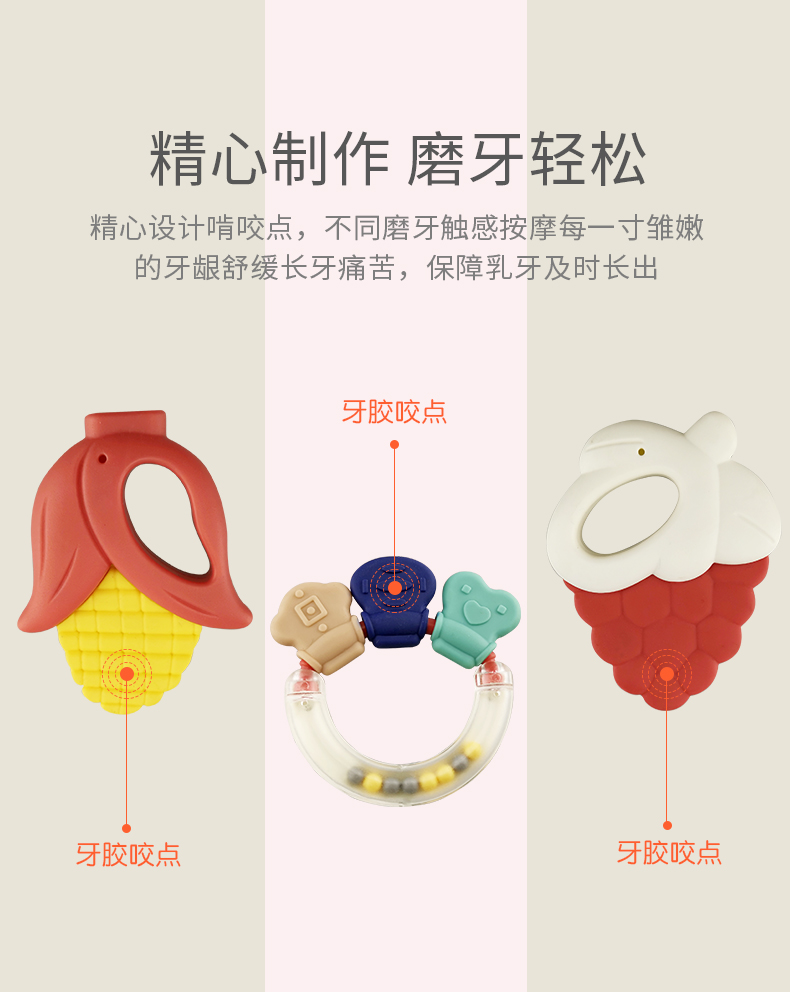 精心制作 磨牙轻松
精心设计啃咬点，不同磨牙触感按摩每一寸雏嫩
的牙龈舒缓长牙痛苦，保障乳牙及时长出
牙胶咬点
牙胶咬点
牙胶咬点